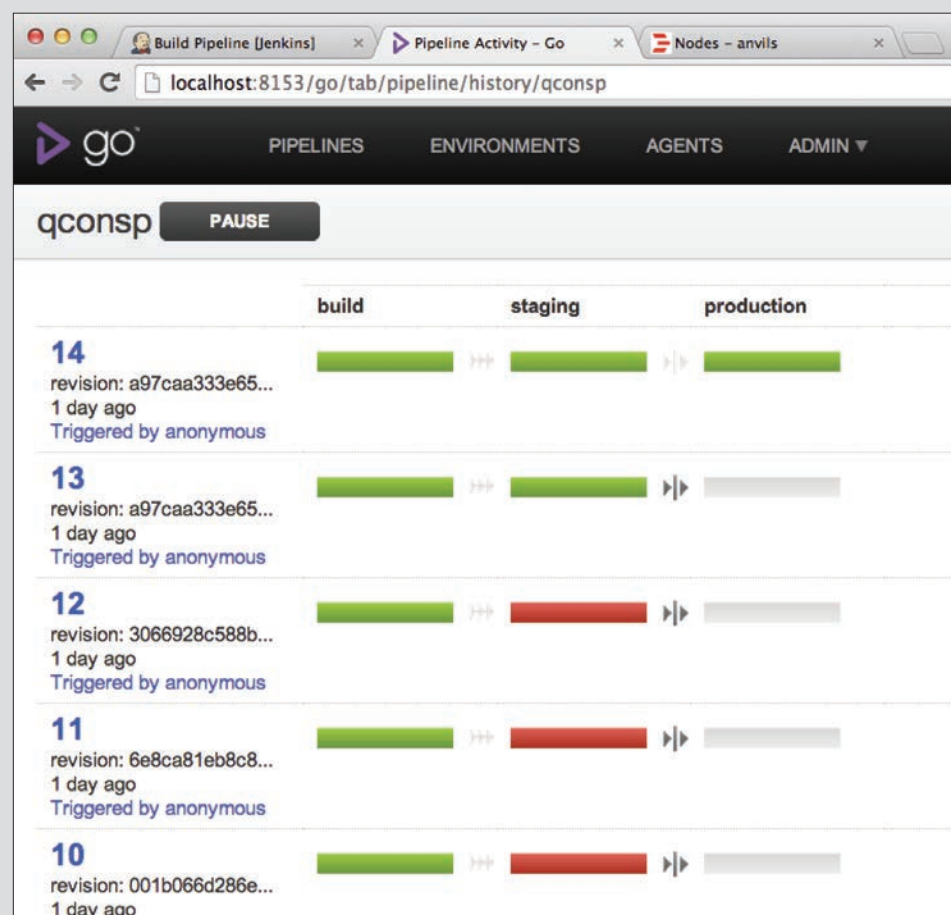 Build Pipeline [Jenkins] × Pipeline Activity – Go × Nodes – anvils ×
localhost:8153/go/tab/pipeline/history/qconsp
go PIPELINES ENVIRONMENTS AGENTS ADMIN ▼
qconsp PAUSE
build staging production
14
revision: a97caa333e65...
1 day ago
Triggered by anonymous
13
revision: a97caa333e65...
1 day ago
Triggered by anonymous
12
revision: 3066928c588b...
1 day ago
Triggered by anonymous
11
revision: 6e8ca81eb8c8...
1 day ago
Triggered by anonymous
10
revision: 001b066d286e...
1 day ago